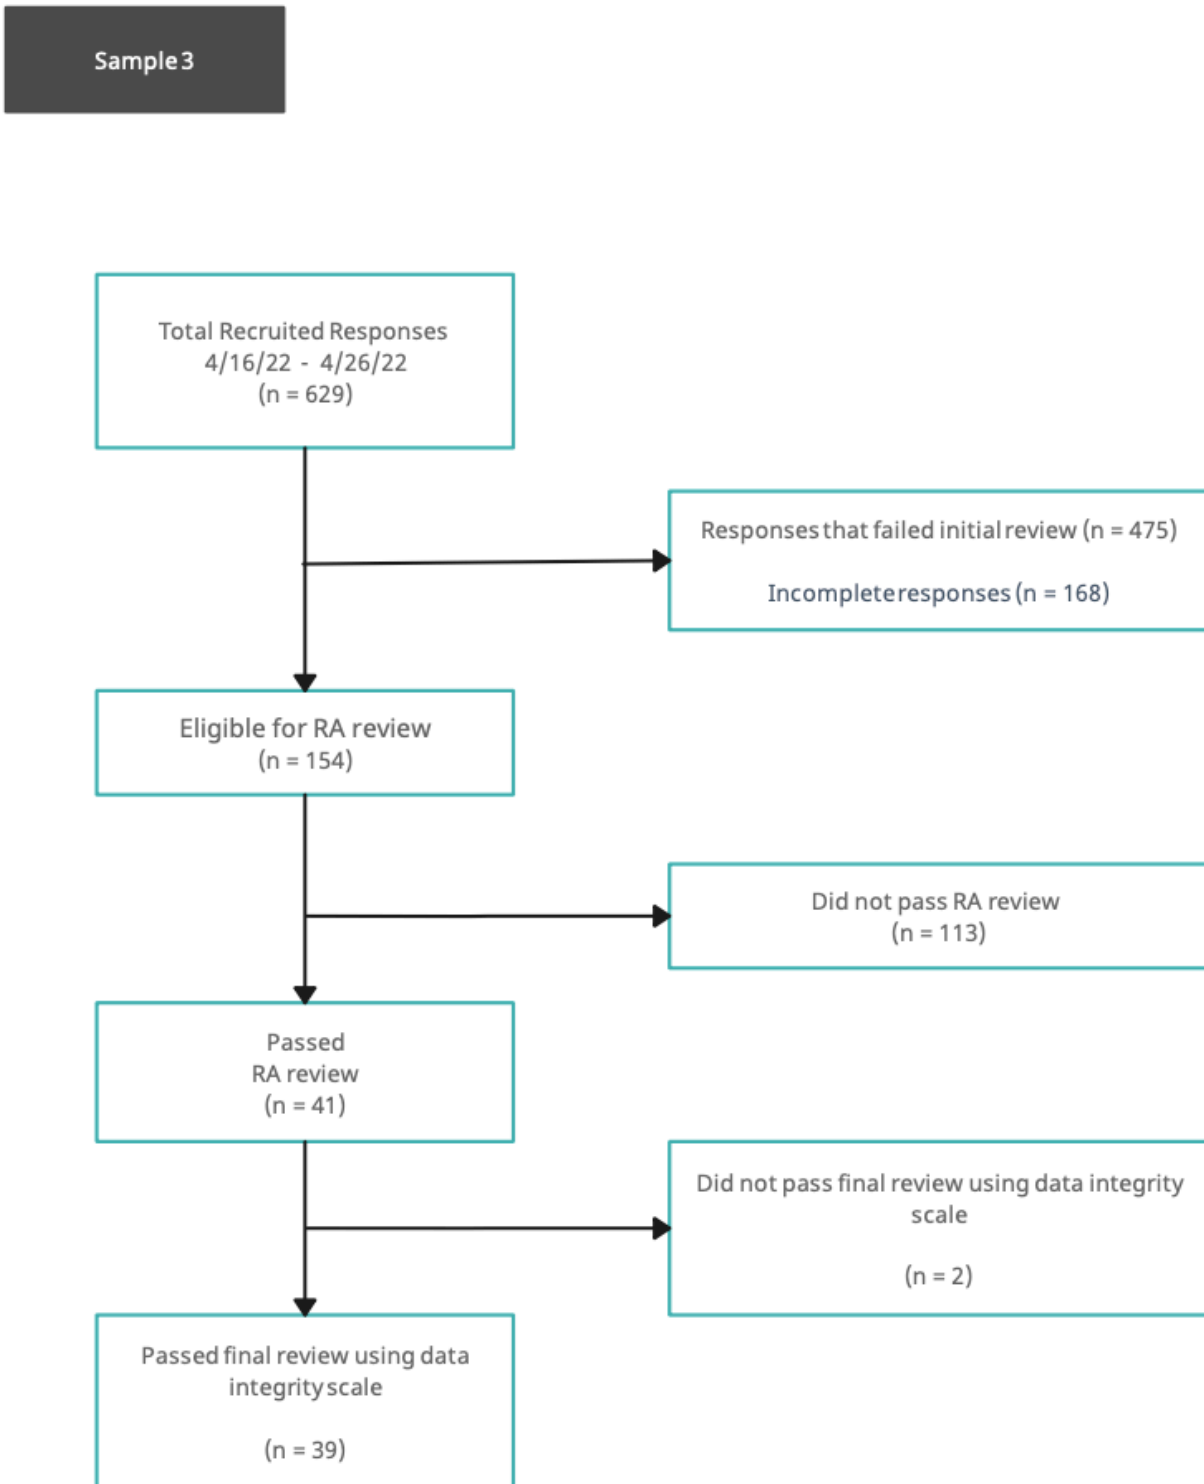 Sample 3
Total Recruited Responses
4/16/22 - 4/26/22
(n = 629)
Responses that failed initial review (n = 475)
Incomplete responses (n = 168)
Eligible for RA review
(n = 154)
Did not pass RA review
(n = 113)
Passed
RA review
(n = 41)
Did not pass final review using data integrity
scale
(n = 2)
Passed final review using data
integrity scale
(n = 39)